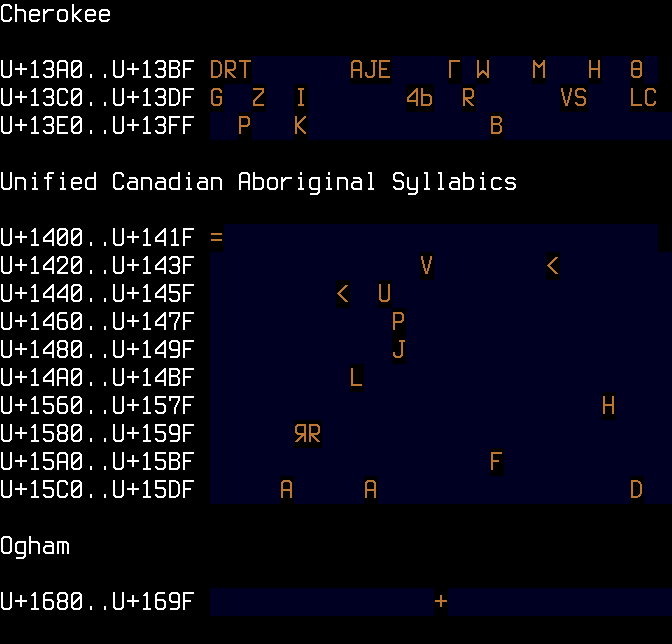 Cherokee
U+13A0..U+13BF DRT AJE Γ W M H θ
U+13C0..U+13DF G Z I 4b R VS LC
U+13E0..U+13FF P K B
Unified Canadian Aboriginal Syllabics
U+1400..U+141F =
U+1420..U+143F V <
U+1440..U+145F < U
U+1460..U+147F P
U+1480..U+149F J
U+14A0..U+14BF L
U+1560..U+157F H
U+1580..U+159F ЯR
U+15A0..U+15BF F
U+15C0..U+15DF A A D
Ogham
U+1680..U+169F +